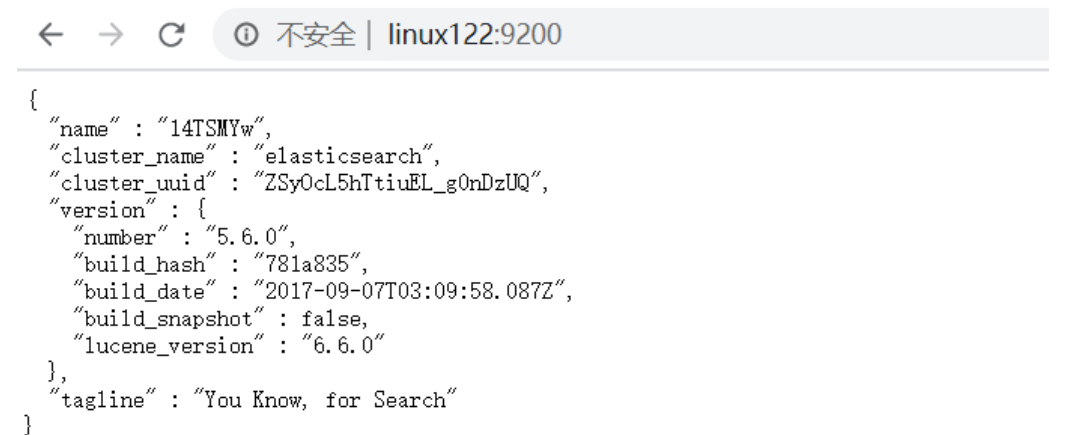 不安全 | linux122:9200
{
"name" : "14TSMYw",
"cluster_name" : "elasticsearch",
"cluster_uuid" : "ZSyOcL5hTtiuEL_g0nDzUQ",
"version" : {
"number" : "5.6.0",
"build_hash" : "781a835",
"build_date" : "2017-09-07T03:09:58.087Z",
"build_snapshot" : false,
"lucene_version" : "6.6.0"
},
"tagline" : "You Know, for Search"
}